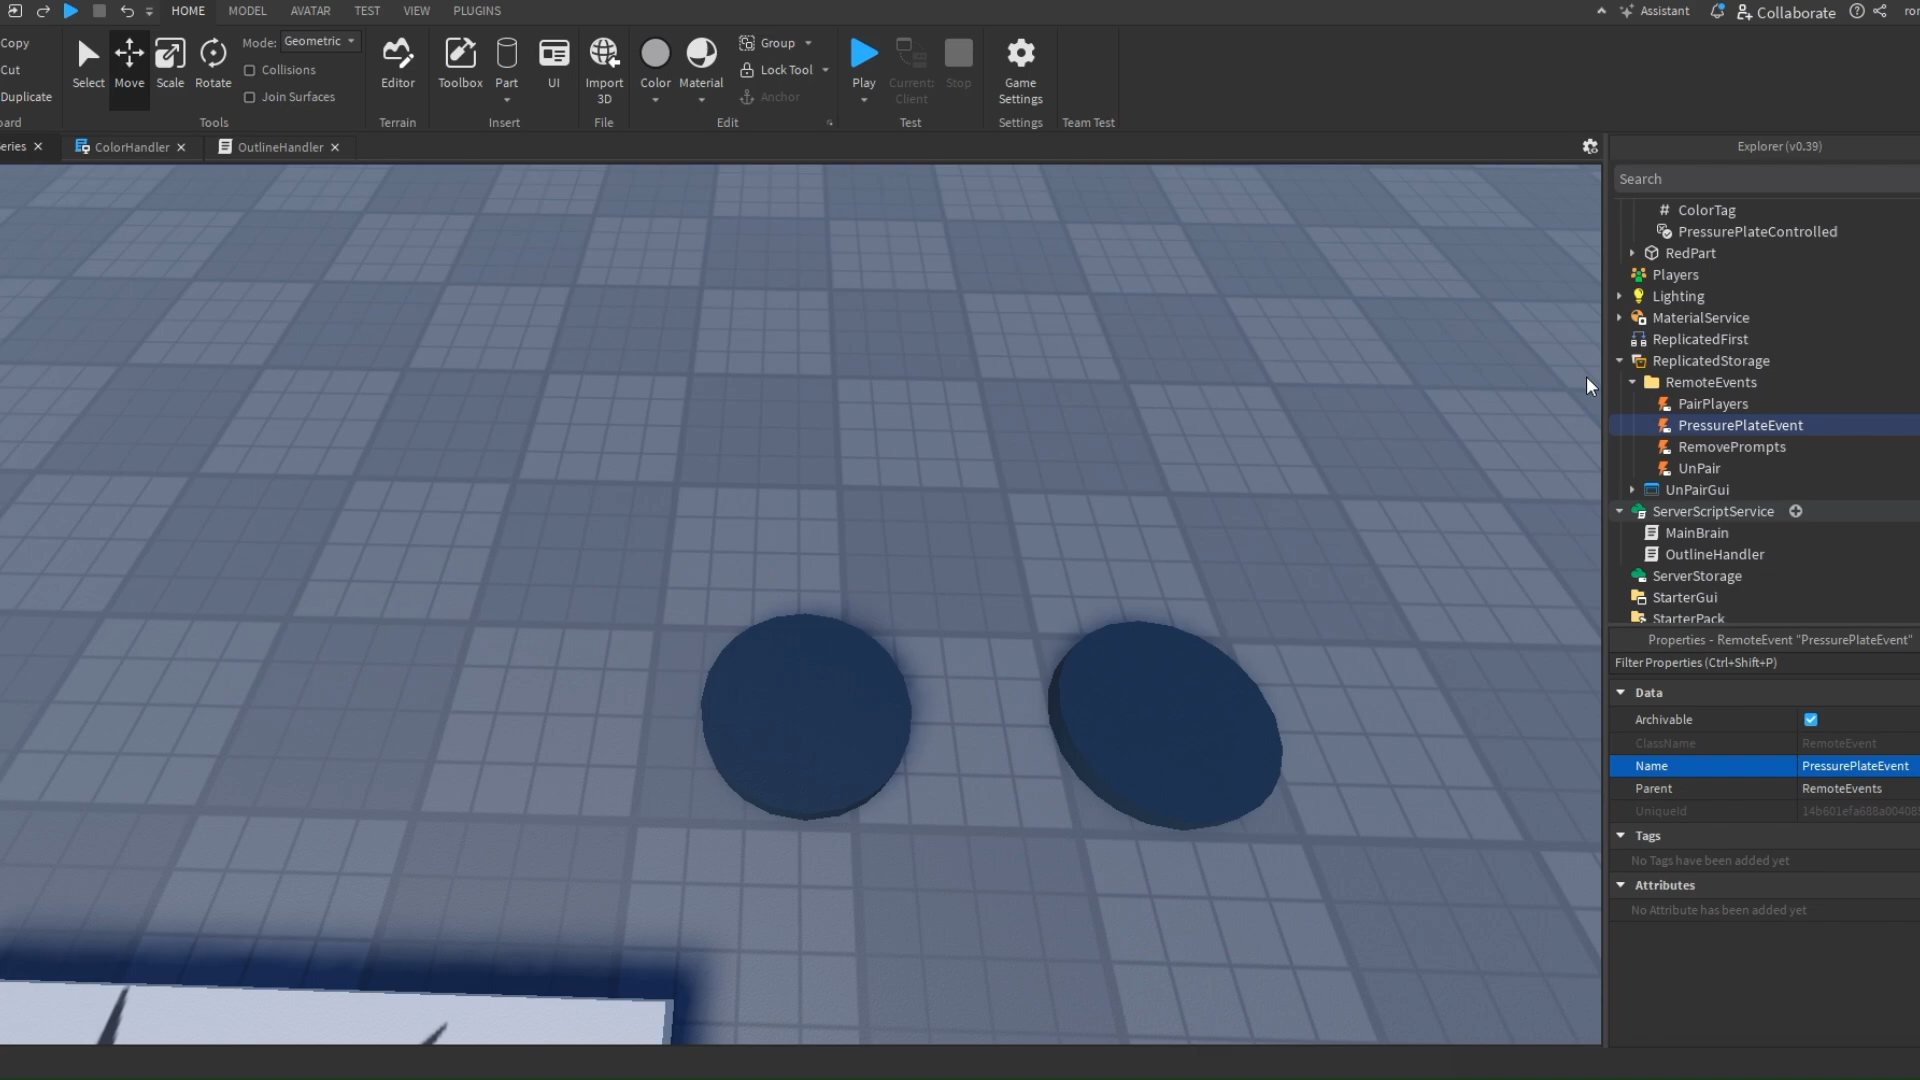 HOME MODEL AVATAR TEST VIEW PLUGINS
Assistant Collaborate
Copy
Cut
Duplicate
Select Move Scale Rotate
Mode: Geometric
Collisions
Join Surfaces
Editor
Toolbox Part UI
Import
3D
Color Material
Group
Lock Tool
Anchor
Play
Current:
Client
Stop
Game
Settings
Tools Terrain Insert File Edit Test Settings Team Test
ColorHandler OutlineHandler
Explorer (v0.39)
Search
ColorTag
PressurePlateControlled
RedPart
Players
Lighting
MaterialService
ReplicatedFirst
ReplicatedStorage
RemoteEvents
PairPlayers
PressurePlateEvent
RemovePrompts
UnPair
UnPairGui
ServerScriptService
MainBrain
OutlineHandler
ServerStorage
StarterGui
StarterPack
Properties - RemoteEvent "PressurePlateEvent"
Filter Properties (Ctrl+Shift+P)
Data
Archivable
ClassName RemoteEvent
Name PressurePlateEvent
Parent RemoteEvents
UniqueId
Tags
No Tags have been added yet
Attributes
No Attribute has been added yet